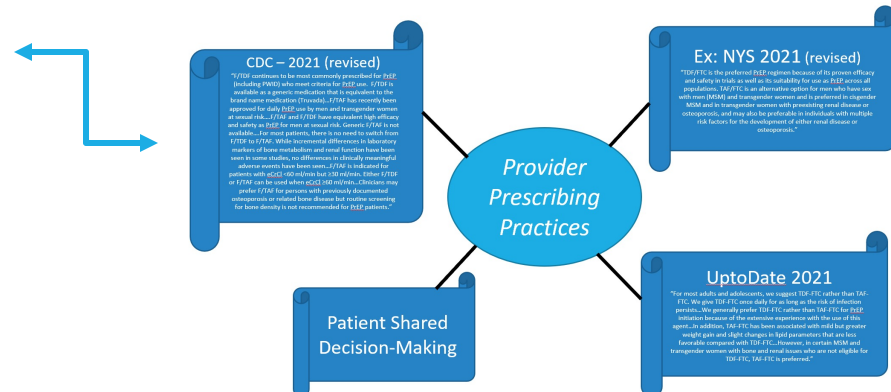 CDC – 2021 (revised)
"F/TDF continues to be most commonly prescribed for PrEP
(including PWID) who meet criteria for PrEP use. F/TDF is
available as a generic medication that is equivalent to the
brand name medication (Truvada)...F/TAF has recently been
approved for daily PrEP use by men and transgender women
at sexual risk....F/TAF and F/TDF have equivalent high efficacy
and safety as PrEP for men at sexual risk. Generic F/TAF is not
available....For most patients, there is no need to switch from
F/TDF to F/TAF. While incremental differences in laboratory
markers of bone metabolism and renal function have been
seen in some studies, no differences in clinically meaningful
adverse events have been seen...F/TAF is indicated for
patients with eCrCl <60 ml/min but ≥30 ml/min. Either F/TDF
or F/TAF can be used when eCrCl ≥60 ml/min...Clinicians may
prefer F/TAF for persons with previously documented
osteoporosis or related bone disease but routine screening
for bone density is not recommended for PrEP patients."
Ex: NYS 2021 (revised)
"TDF/FTC is the preferred PrEP regimen because of its proven efficacy
and safety in trials as well as its suitability for use as PrEP across all
populations. TAF/FTC is an alternative option for men who have sex
with men (MSM) and transgender women and is preferred in cisgender
MSM and in transgender women with preexisting renal disease or
osteoporosis, and may also be preferable in individuals with multiple
risk factors for the development of either renal disease or
osteoporosis."
Provider
Prescribing
Practices
Patient Shared
Decision-Making
UptoDate 2021
"For most adults and adolescents, we suggest TDF-FTC rather than TAF-
FTC. We give TDF-FTC once daily for as long as the risk of infection
persists...We generally prefer TDF-FTC rather than TAF-FTC for PrEP
initiation because of the extensive experience with the use of this
agent...In addition, TAF-FTC has been associated with mild but greater
weight gain and slight changes in lipid parameters that are less
favorable compared with TDF-FTC...However, in certain MSM and
transgender women with bone and renal issues who are not eligible for
TDF-FTC, TAF-FTC is preferred."